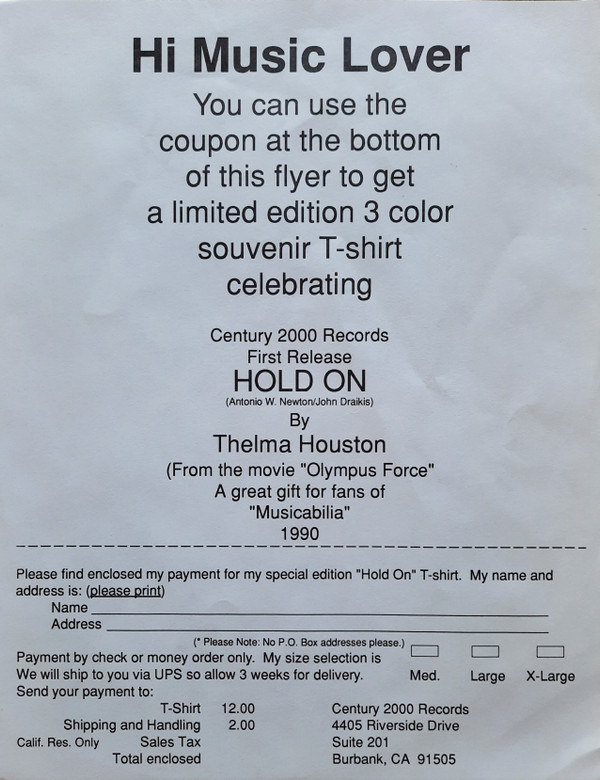 Hi Music Lover
You can use the
coupon at the bottom
of this flyer to get
a limited edition 3 color
souvenir T-shirt
celebrating
Century 2000 Records
First Release
HOLD ON
(Antonio W. Newton/John Draikis)
By
Thelma Houston
(From the movie "Olympus Force"
A great gift for fans of
"Musicabilia"
1990
Please find enclosed my payment for my special edition "Hold On" T-shirt. My name and
address is: (please print)
Name
Address
(* Please Note: No P.O. Box addresses please.)
Payment by check or money order only. My size selection is
We will ship to you via UPS so allow 3 weeks for delivery. Med. Large X-Large
Send your payment to:
T-Shirt 12.00 Century 2000 Records
Shipping and Handling 2.00 4405 Riverside Drive
Calif. Res. Only Sales Tax Suite 201
Total enclosed Burbank, CA 91505